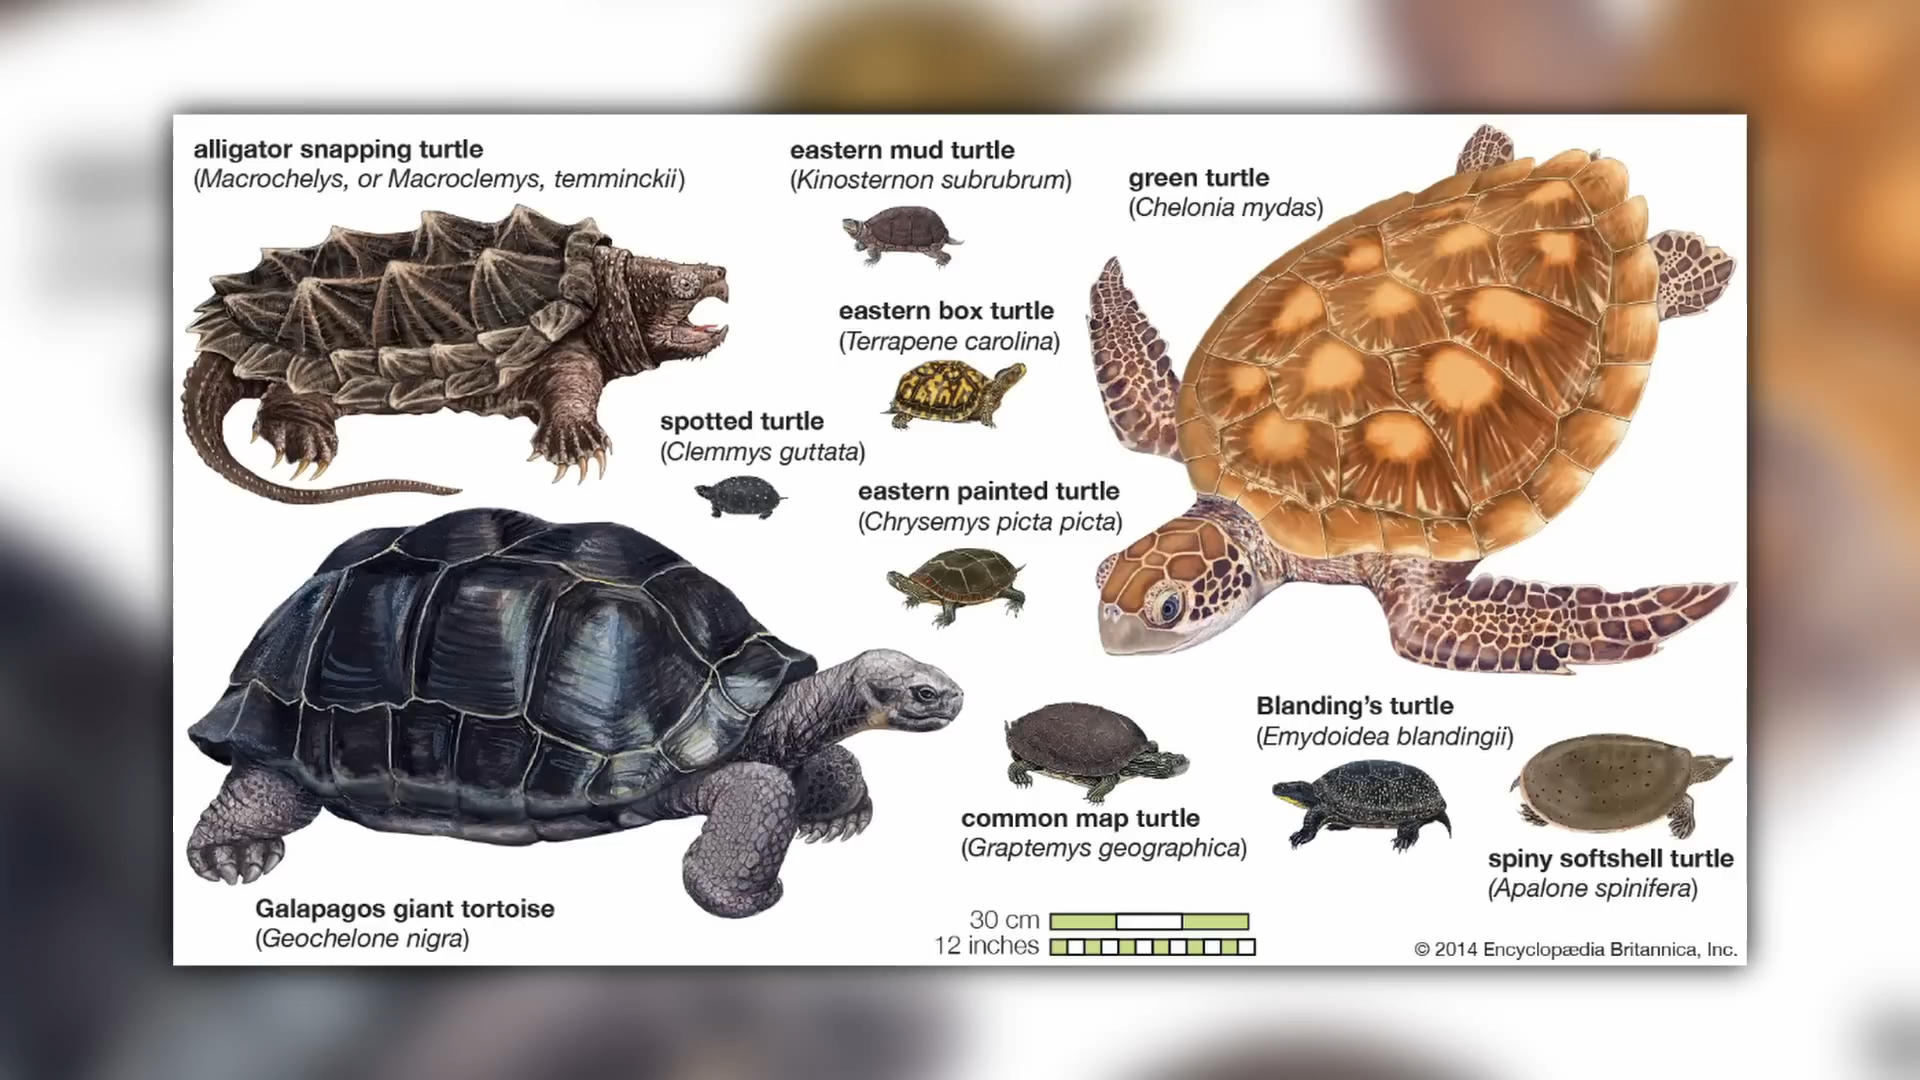 alligator snapping turtle
(Macrochelys, or Macroclemys, temminckii)
eastern mud turtle
(Kinosternon subrubrum)
green turtle
(Chelonia mydas)
eastern box turtle
(Terrapene carolina)
spotted turtle
(Clemmys guttata)
eastern painted turtle
(Chrysemys picta picta)
Blanding's turtle
(Emydoidea blandingii)
common map turtle
(Graptemys geographica)
spiny softshell turtle
(Apalone spinifera)
Galapagos giant tortoise
(Geochelone nigra)
30 cm
12 inches
© 2014 Encyclopædia Britannica, Inc.